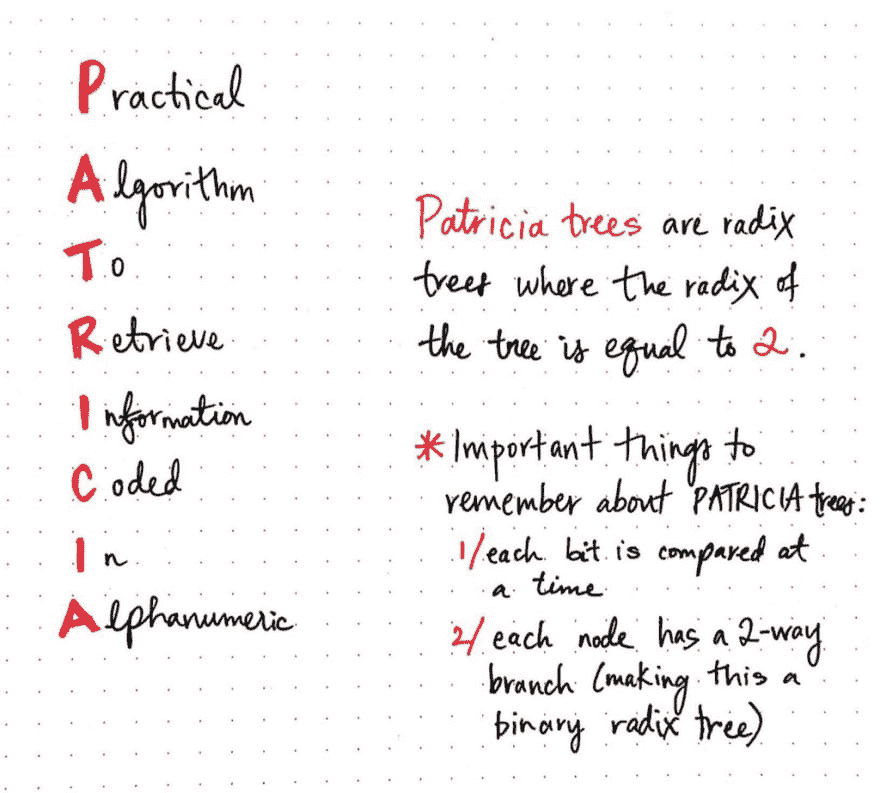 Practical
Algorithm
To
Retrieve
Information
Coded
In
Alphanumeric
Patricia trees are radix
trees where the radix of
the tree is equal to 2.
* Important things to
remember about PATRICIA trees:
1/ each bit is compared at
a time
2/ each node has a 2-way
branch (making this a
binary radix tree)